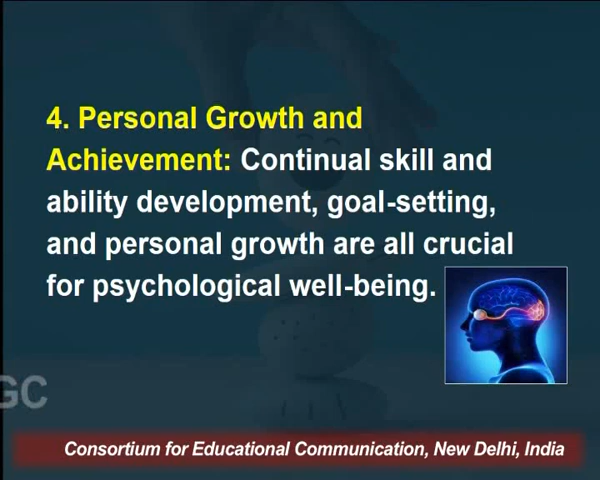 4. Personal Growth and
Achievement: Continual skill and
ability development, goal-setting,
and personal growth are all crucial
for psychological well-being.
GC
Consortium for Educational Communication, New Delhi, India